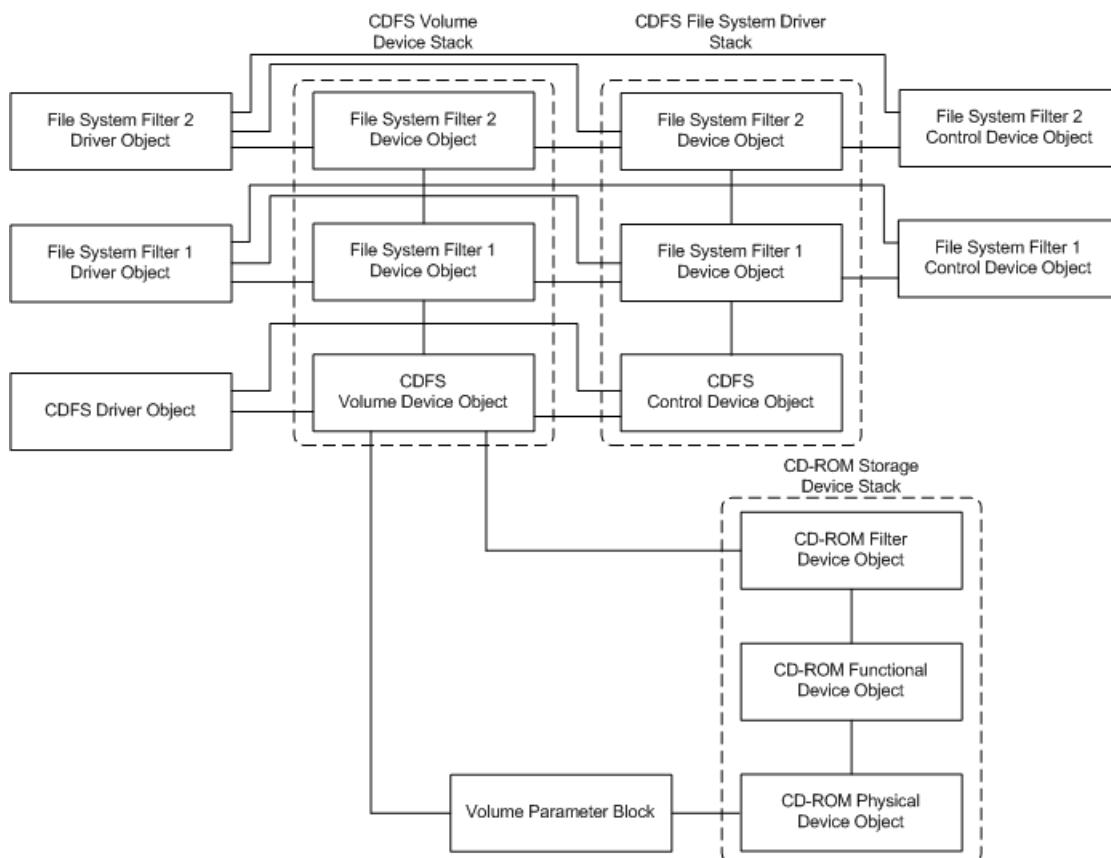 CDFS Volume
Device Stack
CDFS File System Driver
Stack
File System Filter 2
Driver Object
File System Filter 2
Device Object
File System Filter 2
Device Object
File System Filter 2
Control Device Object
File System Filter 1
Driver Object
File System Filter 1
Device Object
File System Filter 1
Device Object
File System Filter 1
Control Device Object
CDFS Driver Object
CDFS
Volume Device Object
CDFS
Control Device Object
CD-ROM Storage
Device Stack
CD-ROM Filter
Device Object
CD-ROM Functional
Device Object
Volume Parameter Block
CD-ROM Physical
Device Object